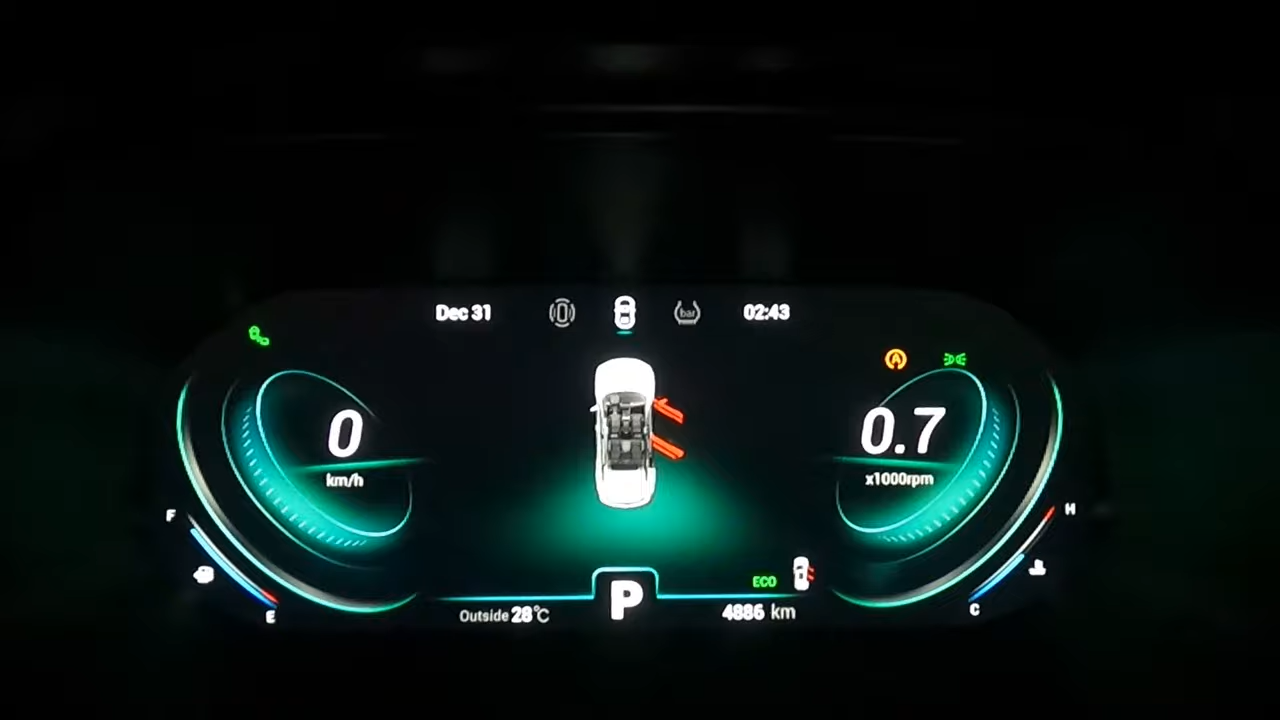 Dec 31
bar
02:43
A
0
km/h
0.7
x1000rpm
F
E
H
C
ECO
P
Outside 28°C
4886 km